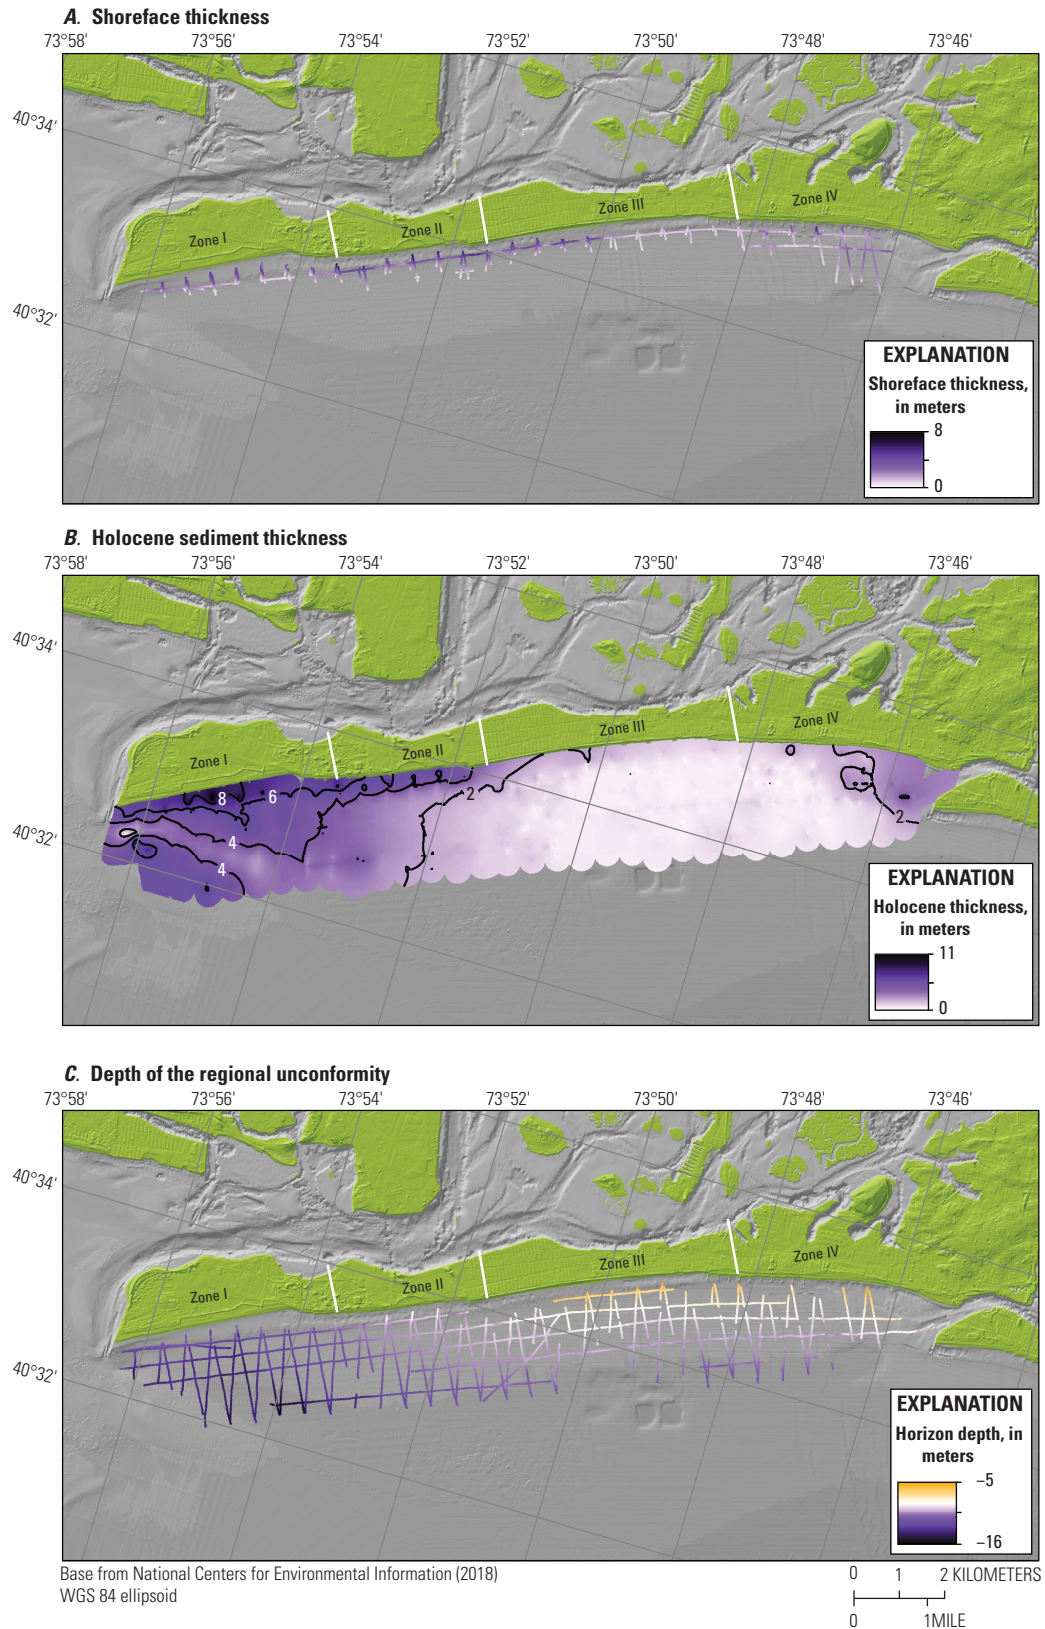 A. Shoreface thickness
73°58' 73°56' 73°54' 73°52' 73°50' 73°48' 73°46'
40°34'
40°32'
Zone I
Zone II
Zone III
Zone IV
EXPLANATION
Shoreface thickness,
in meters
8
0
B. Holocene sediment thickness
73°58' 73°56' 73°54' 73°52' 73°50' 73°48' 73°46'
40°34'
40°32'
Zone I
Zone II
Zone III
Zone IV
8
6
2
4
4
2
EXPLANATION
Holocene thickness,
in meters
11
0
C. Depth of the regional unconformity
73°58' 73°56' 73°54' 73°52' 73°50' 73°48' 73°46'
40°34'
40°32'
Zone I
Zone II
Zone III
Zone IV
EXPLANATION
Horizon depth, in
meters
−5
−16
Base from National Centers for Environmental Information (2018)
WGS 84 ellipsoid
0 1 2 KILOMETERS
0 1 MILE